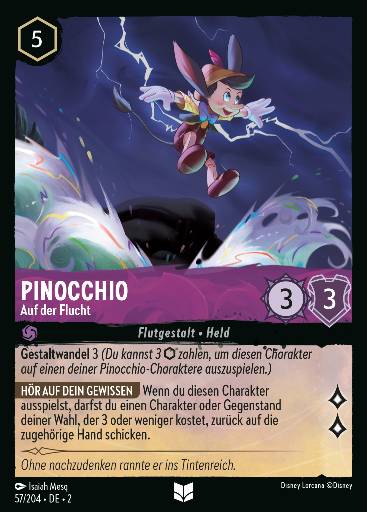 5
PINOCCHIO
Auf der Flucht
3 3
Flutgestalt • Held
Gestaltwandel 3 (Du kannst 3 zahlen, um diesen Charakter
auf einen deiner Pinocchio-Charaktere auszuspielen.)
HÖR AUF DEIN GEWISSEN Wenn du diesen Charakter
ausspielst, darfst du einen Charakter oder Gegenstand
deiner Wahl, der 3 oder weniger kostet, zurück auf die
zugehörige Hand schicken.
Ohne nachzudenken rannte er ins Tintenreich.
Isaiah Mesq
57/204 • DE • 2
Disney Lorcana ©Disney